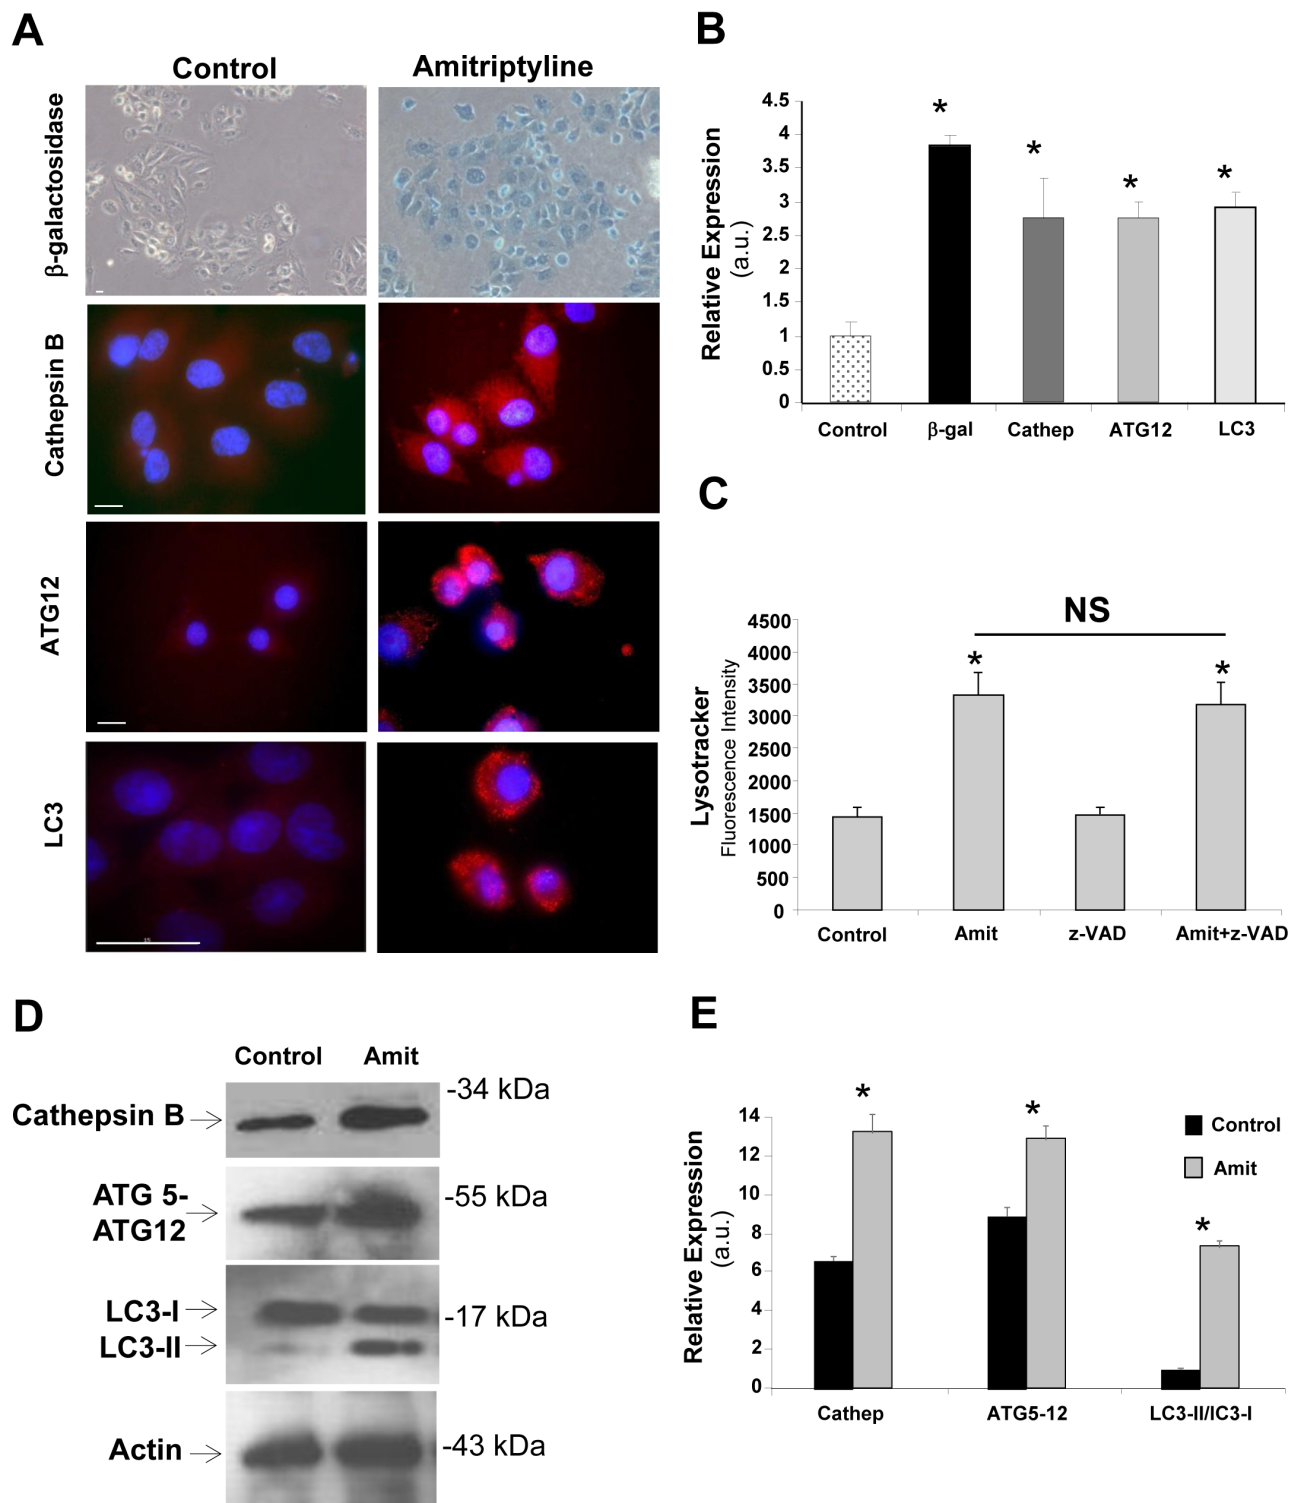 A
Control
Amitriptyline
β-galactosidase
Cathepsin B
ATG12
LC3
15
B
Relative Expression
(a.u.)
4.5
4
3.5
3
2.5
2
1.5
1
0.5
0
*
*
*
*
Control
β-gal
Cathep
ATG12
LC3
C
NS
Lysotracker
Fluorescence Intensity
4500
4000
3500
3000
2500
2000
1500
1000
500
0
*
*
Control
Amit
z-VAD
Amit+z-VAD
D
Control
Amit
Cathepsin B
-34 kDa
ATG 5-
ATG12
-55 kDa
LC3-I
LC3-II
-17 kDa
Actin
-43 kDa
E
Relative Expression
(a.u.)
14
12
10
8
6
4
2
0
*
*
*
Control
Amit
Cathep
ATG5-12
LC3-II/lC3-I